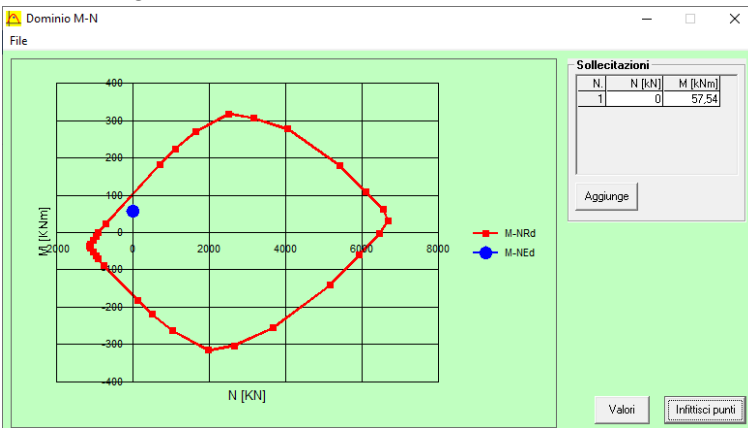 Dominio M-N
File
400
300
200
100
0
2000
0
2000
4000
6000
8000
-100
-200
-300
-400
M [KNm]
N [KN]
M-NRd
M-NEd
Sollecitazioni
N. N [kN] M [kNm]
1 0 57,54
Aggiunge
Valori
Infittisci punti